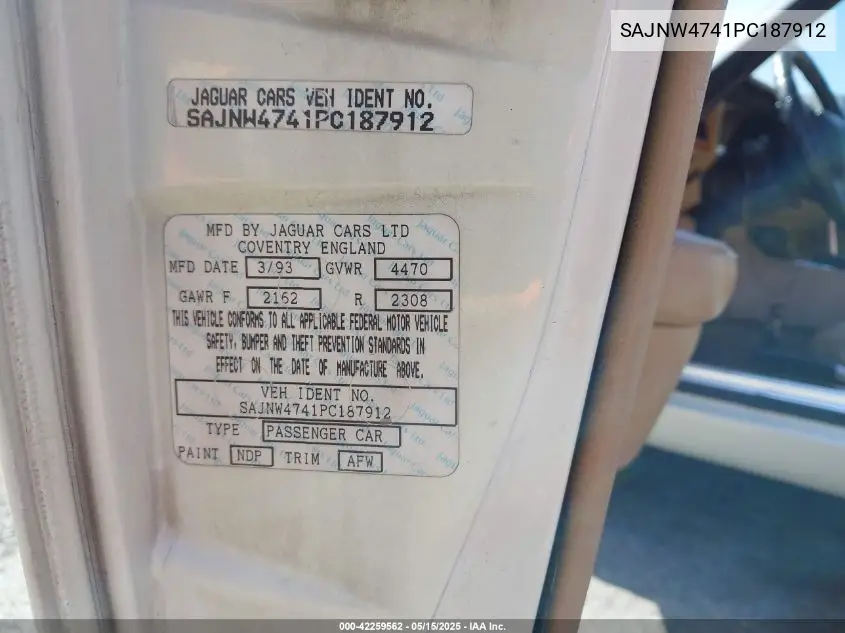 SAJNW4741PC187912
JAGUAR CARS VEH IDENT NO.
SAJNW4741PC187912
MFD BY JAGUAR CARS LTD
COVENTRY ENGLAND
MFD DATE 3/93 GVWR 4470
GAWR F 2162 R 2308
THIS VEHICLE CONFORMS TO ALL APPLICABLE FEDERAL MOTOR VEHICLE
SAFETY, BUMPER AND THEFT PREVENTION STANDARDS IN
EFFECT ON THE DATE OF MANUFACTURE ABOVE.
VEH IDENT NO.
SAJNW4741PC187912
TYPE PASSENGER CAR
PAINT NDP TRIM AFW
000-42259562 - 05/15/2025 - IAA Inc.